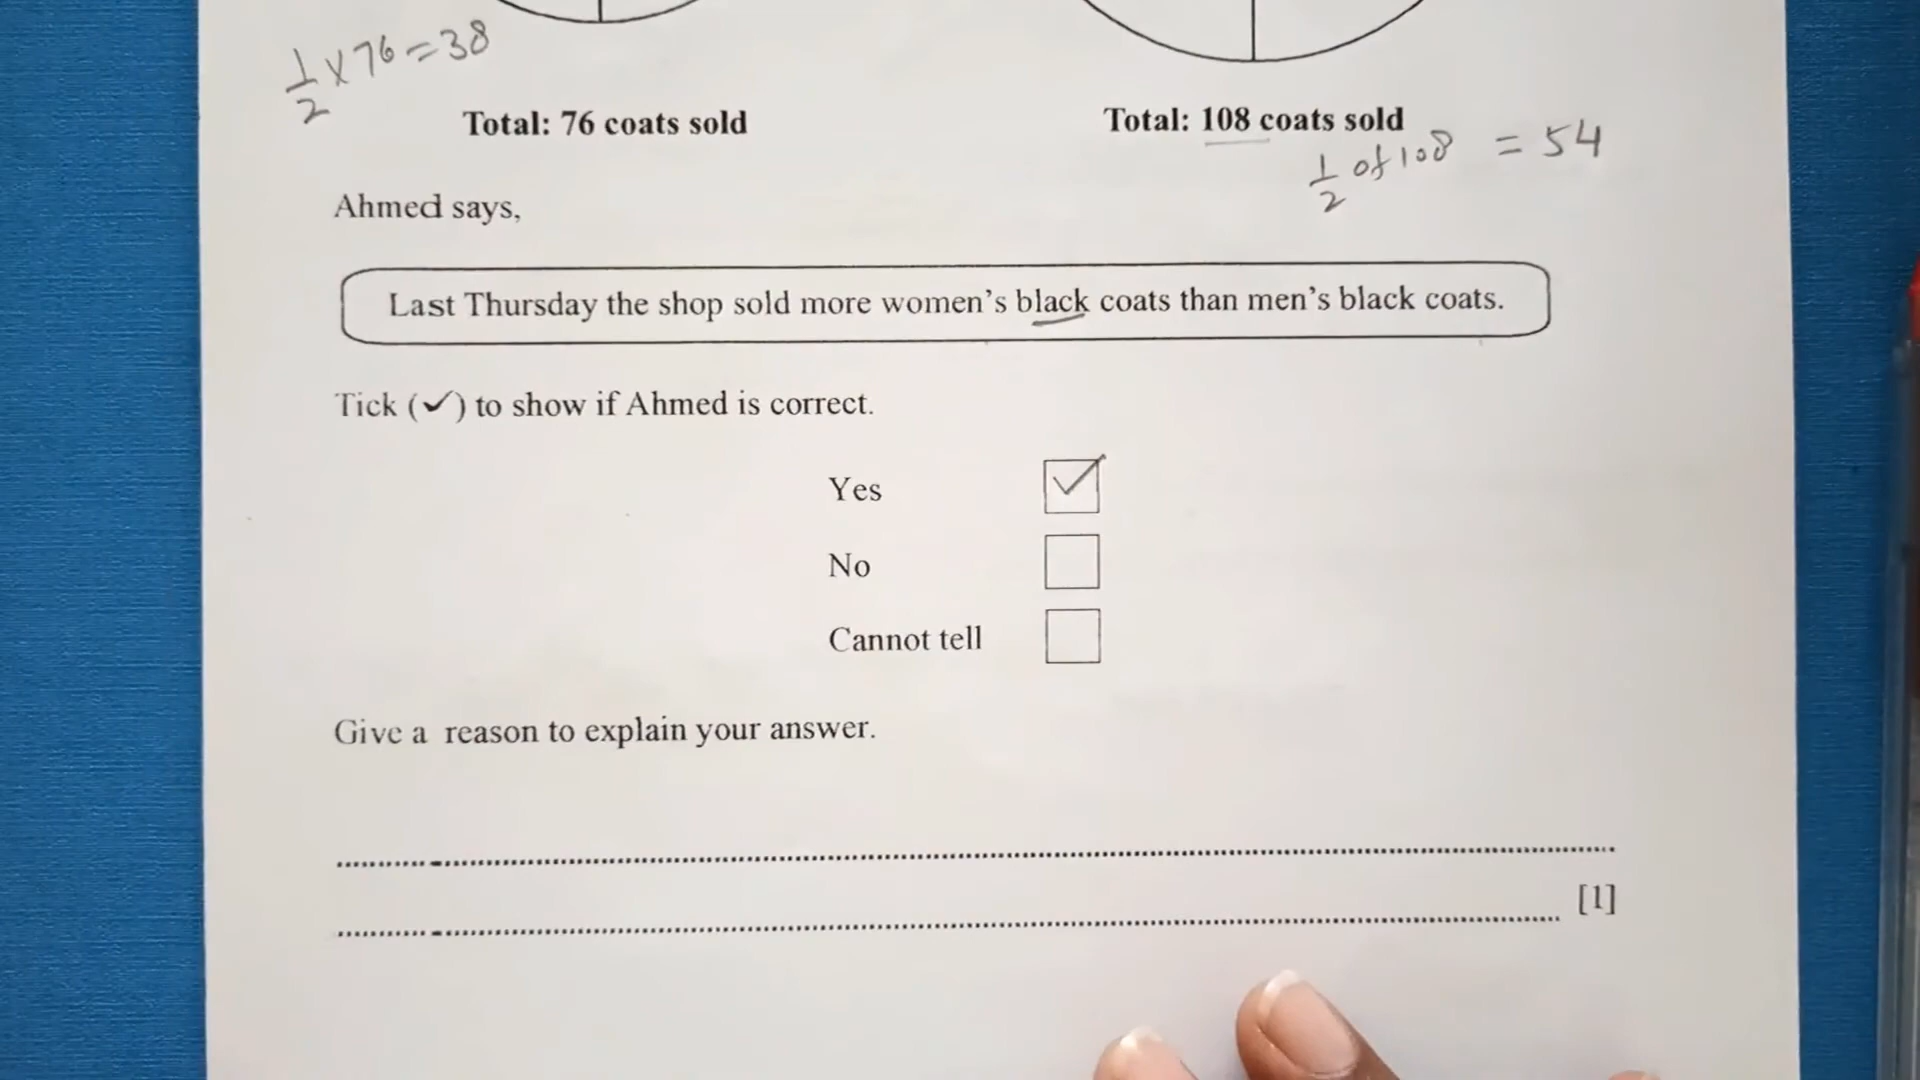 1/2 x 76 = 38
Total: 76 coats sold
Total: 108 coats sold
1/2 of 108 = 54
Ahmed says,
Last Thursday the shop sold more women's black coats than men's black coats.
Tick (✓) to show if Ahmed is correct.
Yes ✓
No
Cannot tell
Give a reason to explain your answer.
[1]